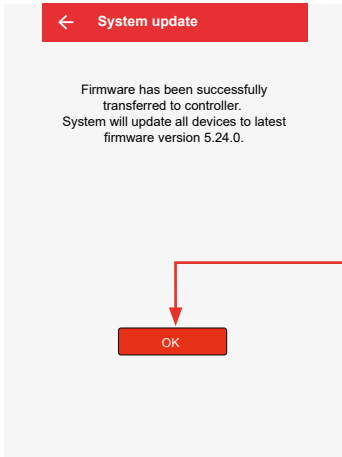 System update
Firmware has been successfully
transferred to controller.
System will update all devices to latest
firmware version 5.24.0.
OK